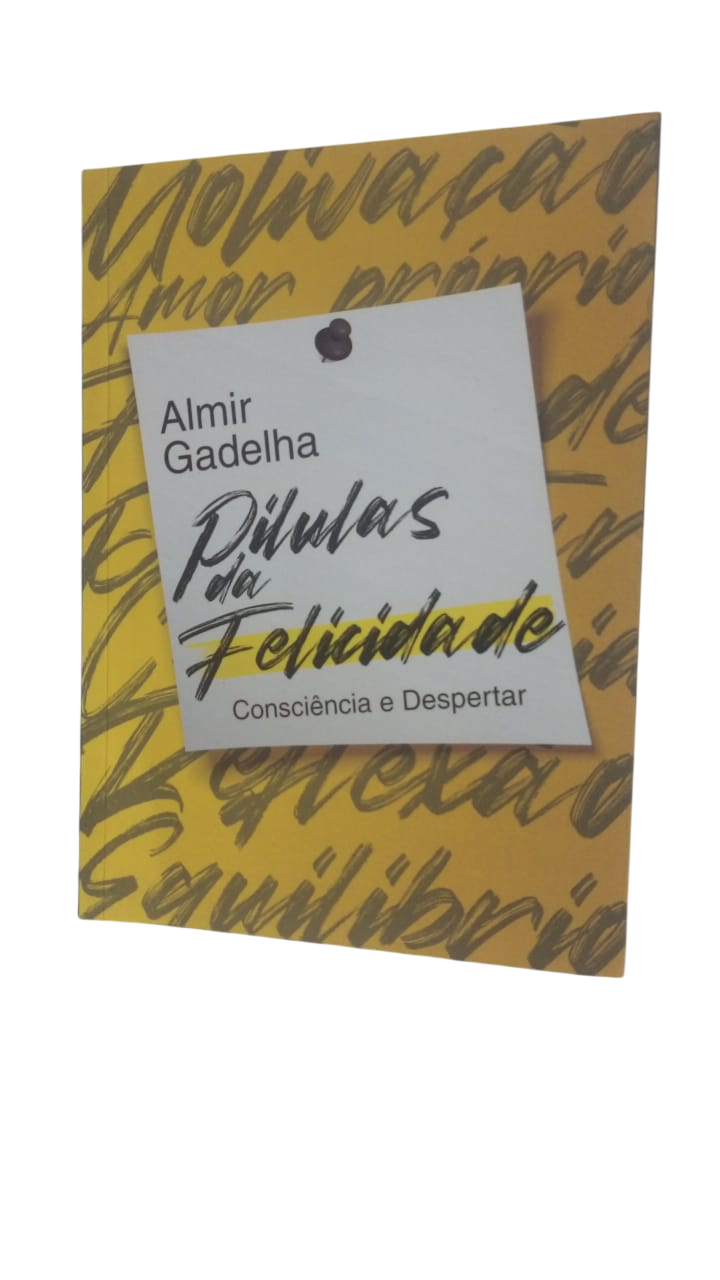 Motivação
Amor próprio
Almir
Gadelha
Pílulas
da
Felicidade
Consciência e Despertar
Reflexão
Equilíbrio